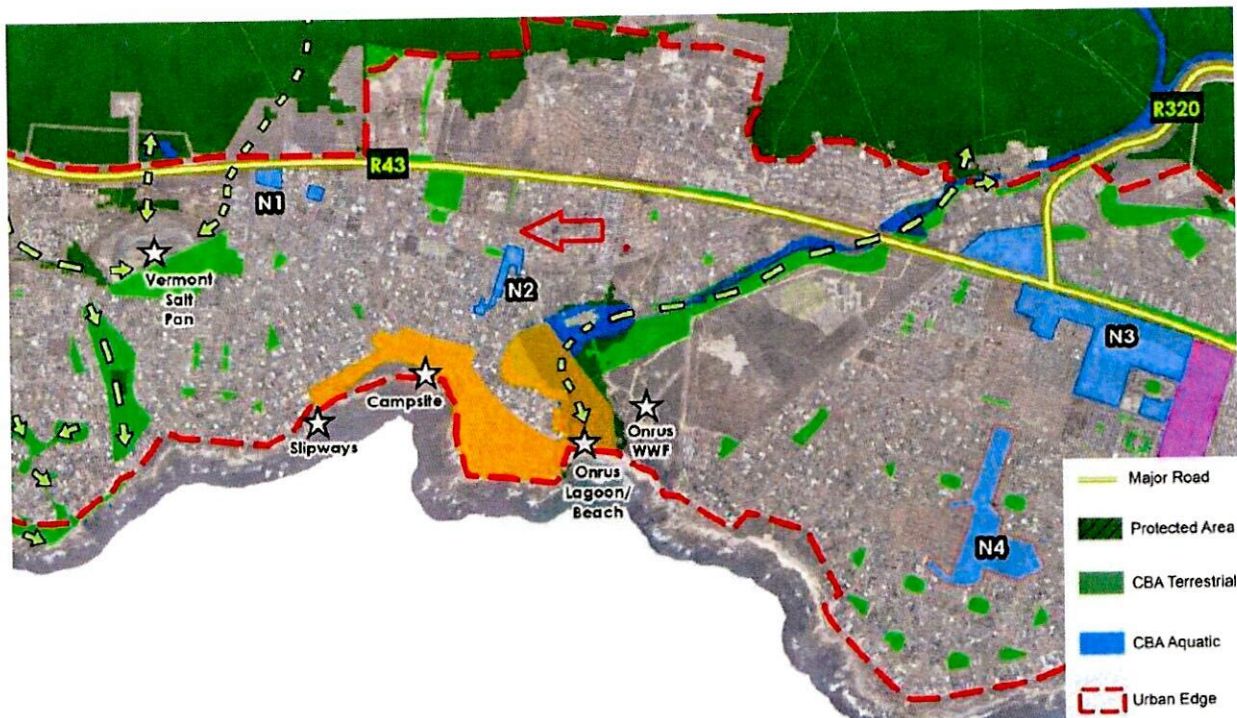 R320
R43
N1
Vermont
Salt
Pan
N2
N3
Campsite
Slipways
Onrus
WWF
Onrus
Lagoon/
Beach
N4
Major Road
Protected Area
CBA Terrestrial
CBA Aquatic
Urban Edge